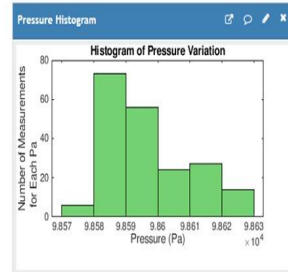 Pressure Histogram
Histogram of Pressure Variation
Number of Measurements
for Each Pa
80
60
40
20
0
9.857 9.858 9.859 9.86 9.861 9.862 9.863
Pressure (Pa)
× 10⁴